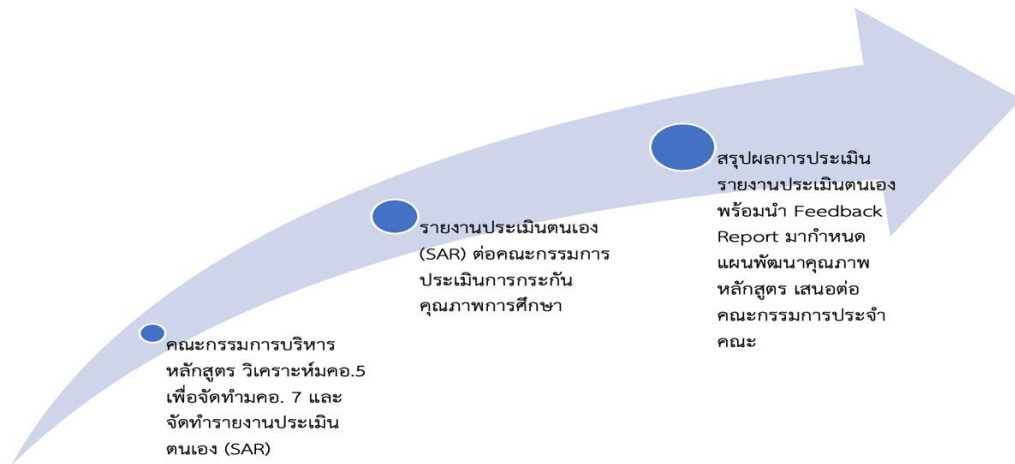 คณะกรรมการบริหาร
หลักสูตร วิเคราะห์มคอ.5
เพื่อจัดทำมคอ. 7 และ
จัดทำรายงานประเมิน
ตนเอง (SAR)
รายงานประเมินตนเอง
(SAR) ต่อคณะกรรมการ
ประเมินการกระกัน
คุณภาพการศึกษา
สรุปผลการประเมิน
รายงานประเมินตนเอง
พร้อมนำ Feedback
Report มากำหนด
แผนพัฒนาคุณภาพ
หลักสูตร เสนอต่อ
คณะกรรมการประจำ
คณะ